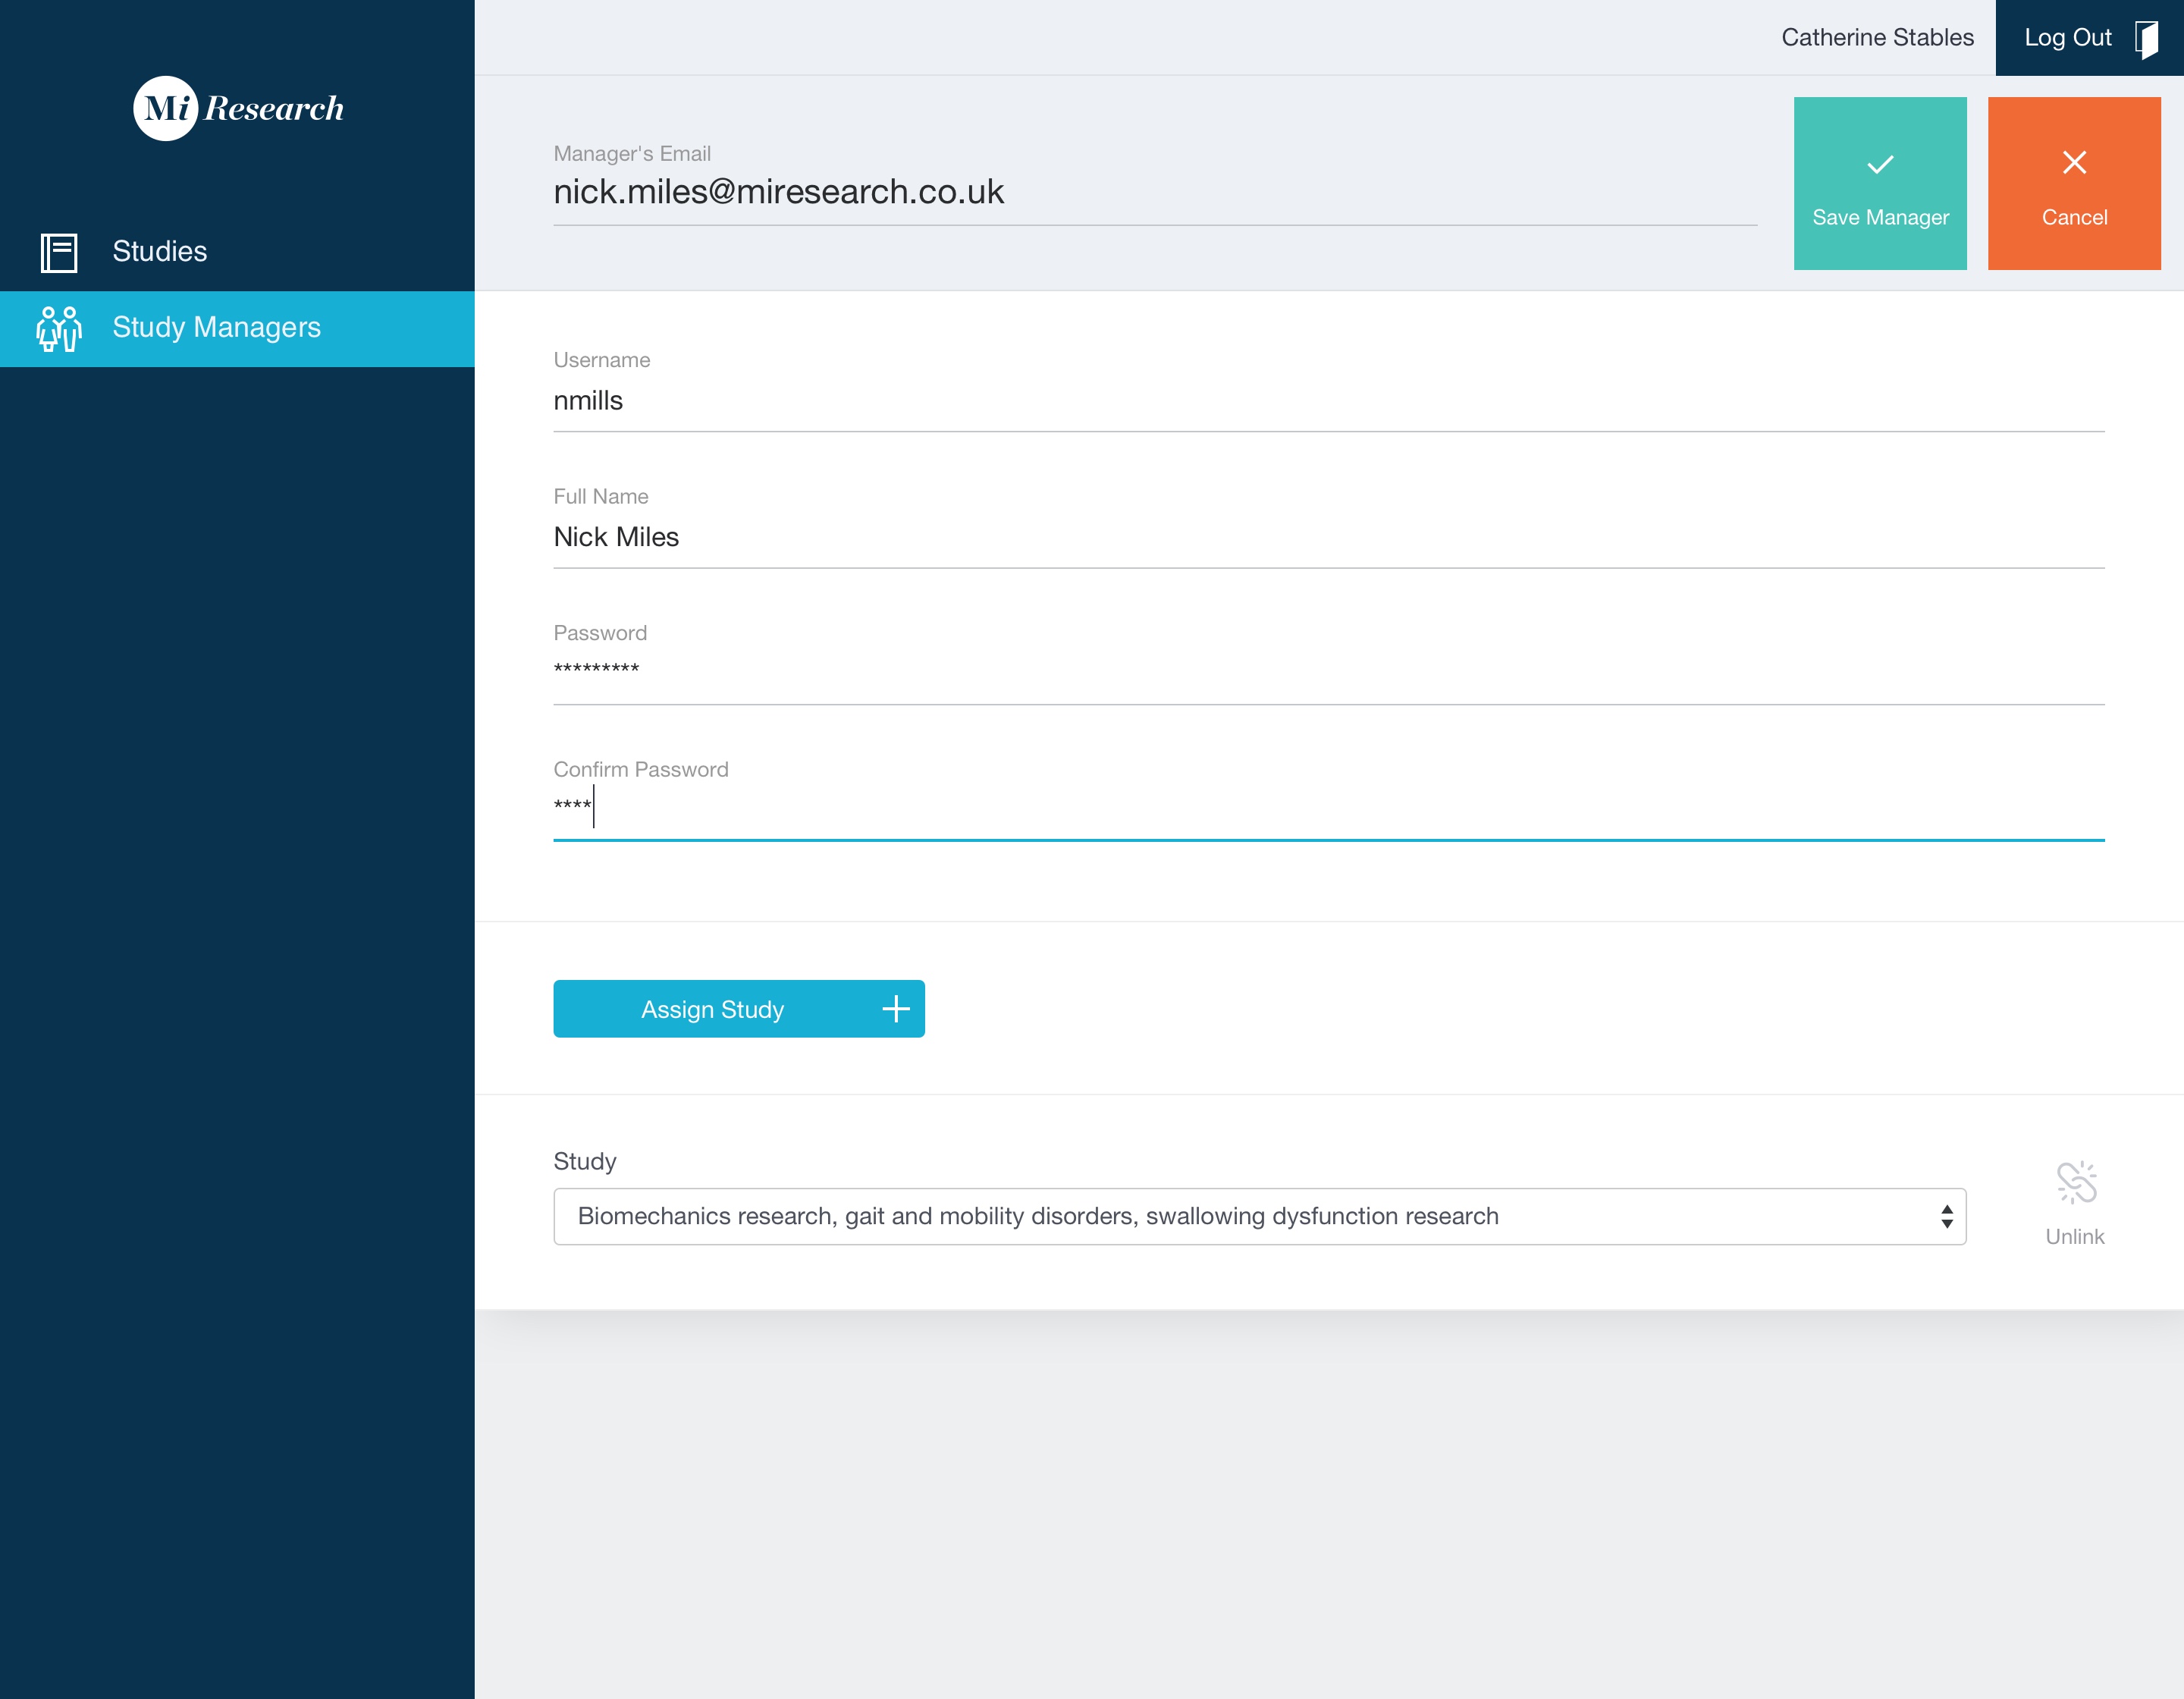 Catherine Stables
Log Out
Mi Research
Manager's Email
nick.miles@miresearch.co.uk
Save Manager
Cancel
Studies
Study Managers
Username
nmills
Full Name
Nick Miles
Password
*********
Confirm Password
****
Assign Study
Study
Biomechanics research, gait and mobility disorders, swallowing dysfunction research
Unlink